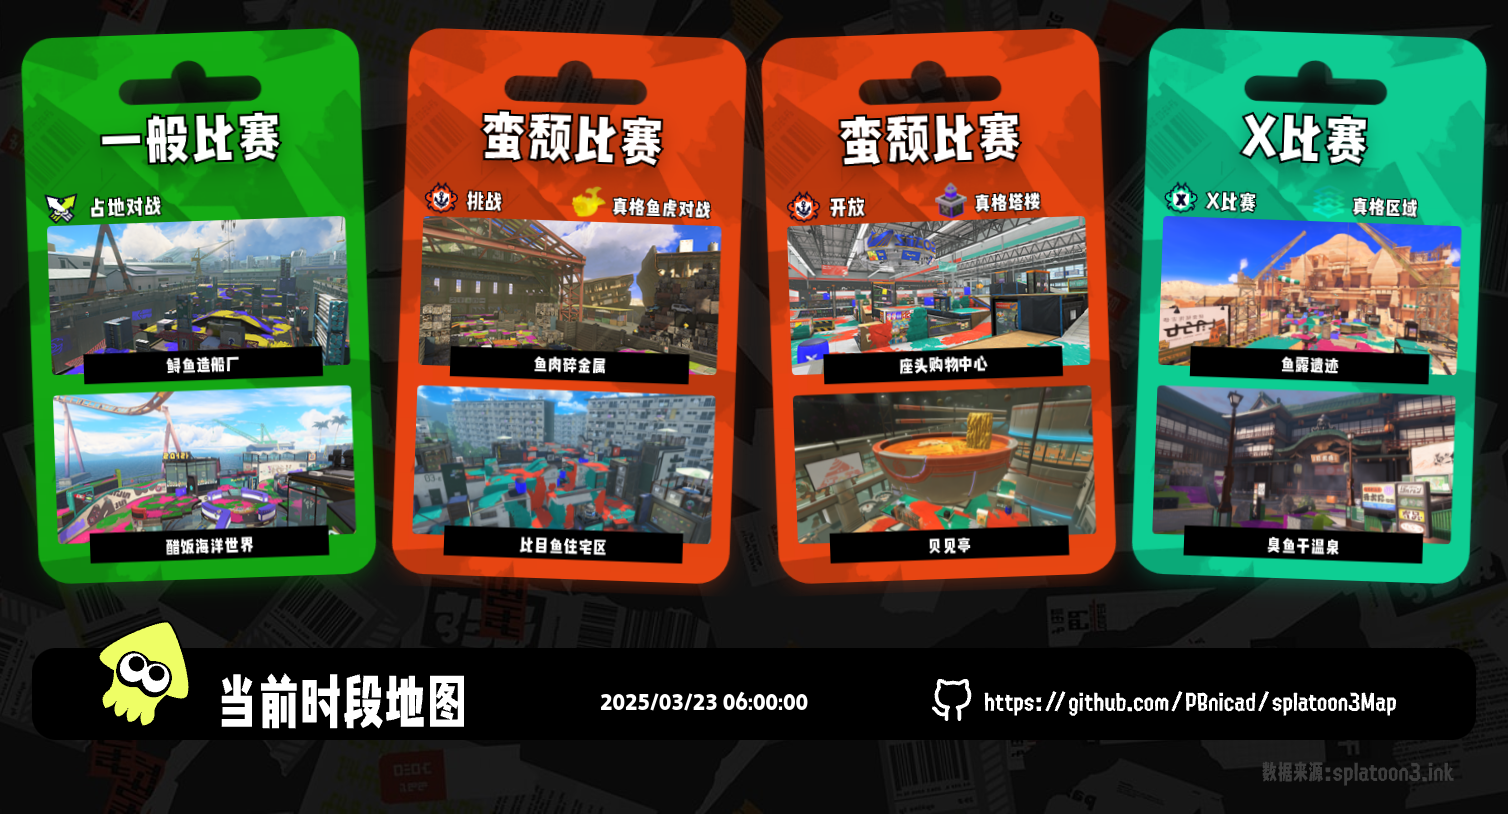 一般比赛
占地对战
鲟鱼造船厂
醋饭海洋世界
蛮颓比赛
挑战
真格鱼虎对战
鱼肉碎金属
比目鱼住宅区
蛮颓比赛
开放
真格塔楼
座头购物中心
贝贝亭
X比赛
X比赛
真格区域
鱼露遗迹
臭鱼干温泉
当前时段地图
2025/03/23 06:00:00
https://github.com/PBnicad/splatoon3Map
数据来源:splatoon3.ink